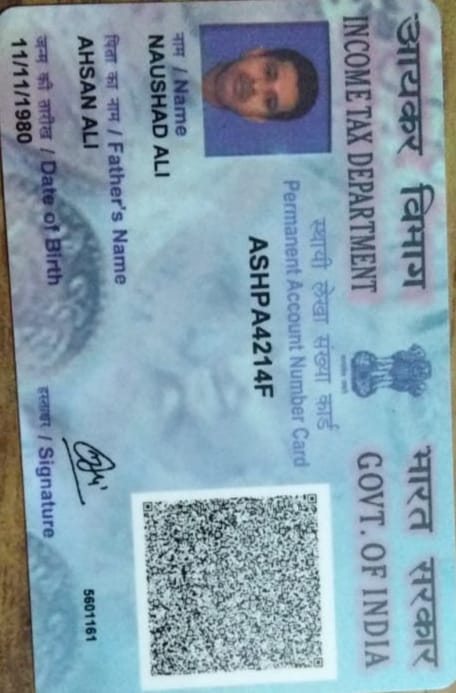 आयकर विभाग
INCOME TAX DEPARTMENT
भारत सरकार
GOVT. OF INDIA
स्थायी लेखा संख्या कार्ड
Permanent Account Number Card
ASHPA4214F
नाम / Name
NAUSHAD ALI
पिता का नाम / Father's Name
AHSAN ALI
जन्म की तारीख / Date of Birth
11/11/1980
हस्ताक्षर / Signature
5601161